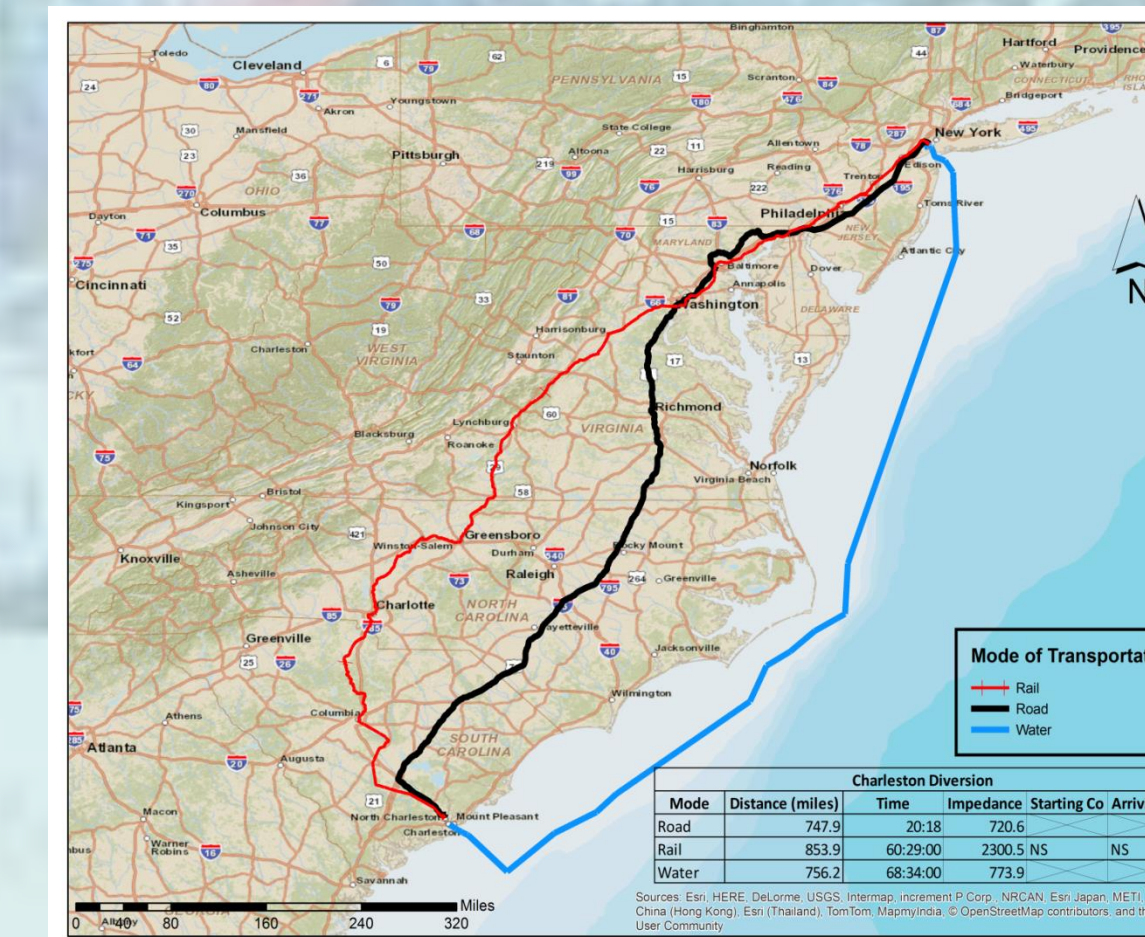 Binghamton
Hartford
Providence
Toledo
Cleveland
Waterbury
CONNECTICUT
Scranton
PENNSYLVANIA
Bridgeport
Youngstown
Akron
Mansfield
State College
New York
Pittsburgh
Altoona
Allentown
Edison
Harrisburg
Reading
Trenton
OHIO
Columbus
Dayton
Philadelphia
Toms River
MARYLAND
NEW
JERSEY
Baltimore
Dover
Atlantic City
Annapolis
Cincinnati
Washington
DELAWARE
N
Harrisonburg
Charleston
WEST
VIRGINIA
Staunton
Lynchburg
Richmond
VIRGINIA
Blacksburg
Roanoke
Norfolk
Virginia Beach
Bristol
Kingsport
Johnson City
Greensboro
Winston-Salem
Durham
Rocky Mount
Knoxville
Raleigh
Asheville
Greenville
Charlotte
NORTH
CAROLINA
Fayetteville
Greenville
Jacksonville
Wilmington
Columbia
Athens
Atlanta
SOUTH
CAROLINA
Augusta
Macon
North Charleston
Mount Pleasant
Charleston
Warner
Robins
Savannah
GEORGIA
Albany
Miles
0 40 80 160 240 320
Mode of Transportat
Rail
Road
Water
Charleston Diversion
Mode Distance (miles) Time Impedance Starting Co Arriv
Road 747.9 20:18 720.6
Rail 853.9 60:29:00 2300.5 NS NS
Water 756.2 68:34:00 773.9
Sources: Esri, HERE, DeLorme, USGS, Intermap, increment P Corp., NRCAN, Esri Japan, METI,
China (Hong Kong), Esri (Thailand), TomTom, MapmyIndia, © OpenStreetMap contributors, and th
User Community